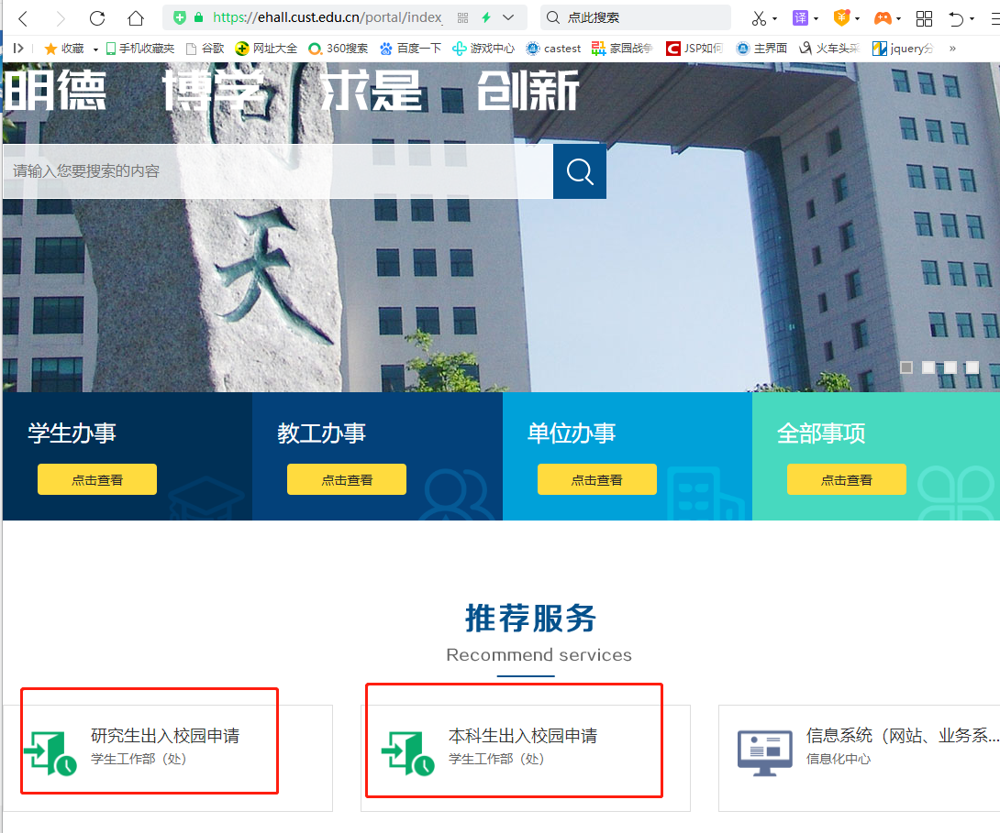 https://ehall.cust.edu.cn/portal/index
点此搜索
译
收藏
手机收藏夹
谷歌
网址大全
360搜索
百度一下
游戏中心
castest
家园战争
JSP如何
主界面
火车头采
jquery分
»
明德 博学 求是 创新
请输入您要搜索的内容
问天
学生办事
点击查看
教工办事
点击查看
单位办事
点击查看
全部事项
点击查看
推荐服务
Recommend services
研究生出入校园申请
学生工作部（处）
本科生出入校园申请
学生工作部（处）
信息系统（网站、业务系...
信息化中心